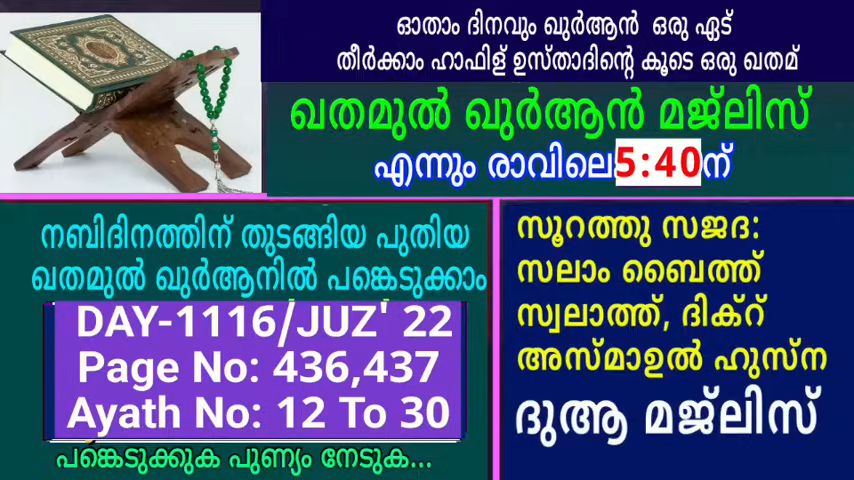 ഓതാം ദിനവും ഖുർആൻ ഒരു ഏട്
തീർക്കാം ഹാഫിള് ഉസ്താദിന്റെ കൂടെ ഒരു ഖതമ്
ഖതമുൽ ഖുർആൻ മജ്ലിസ്
എന്നും രാവിലെ 5:40ന്
നബിദിനത്തിന് തുടങ്ങിയ പുതിയ
ഖതമുൽ ഖുർആനിൽ പങ്കെടുക്കാം
DAY-1116/JUZ' 22
Page No: 436,437
Ayath No: 12 To 30
പങ്കെടുക്കുക പുണ്യം നേടുക...
സൂറത്തു സജദ:
സലാം ബൈത്ത്
സ്വലാത്ത്, ദിക്റ്
അസ്മാഉൽ ഹുസ്ന
ദുആ മജ്ലിസ്